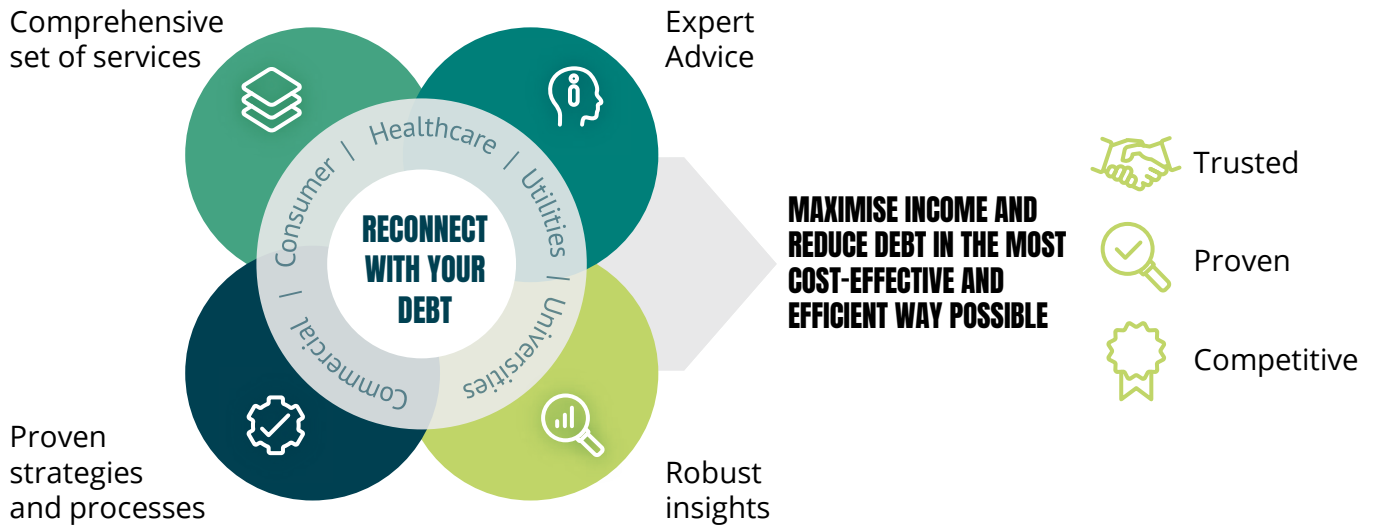 Comprehensive
set of services
Expert
Advice
Commercial | Consumer | Healthcare | Utilities | Universities
RECONNECT
WITH YOUR
DEBT
MAXIMISE INCOME AND
REDUCE DEBT IN THE MOST
COST-EFFECTIVE AND
EFFICIENT WAY POSSIBLE
Trusted
Proven
Competitive
Proven
strategies
and processes
Robust
insights